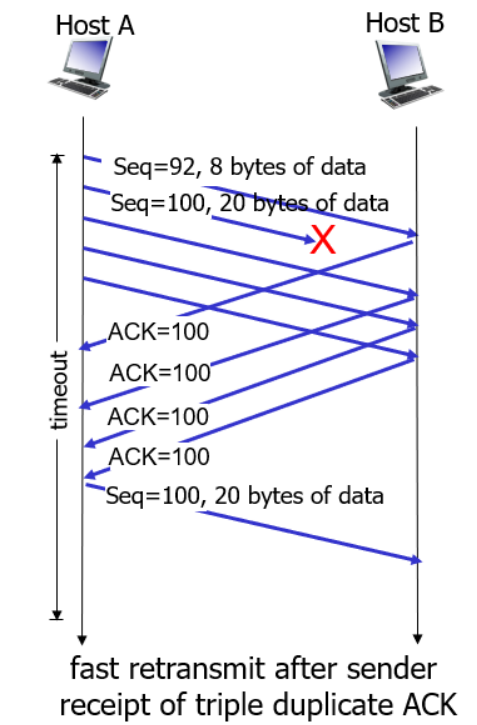 Host A
Host B
Seq=92, 8 bytes of data
Seq=100, 20 bytes of data
X
ACK=100
ACK=100
ACK=100
ACK=100
timeout
Seq=100, 20 bytes of data
fast retransmit after sender
receipt of triple duplicate ACK